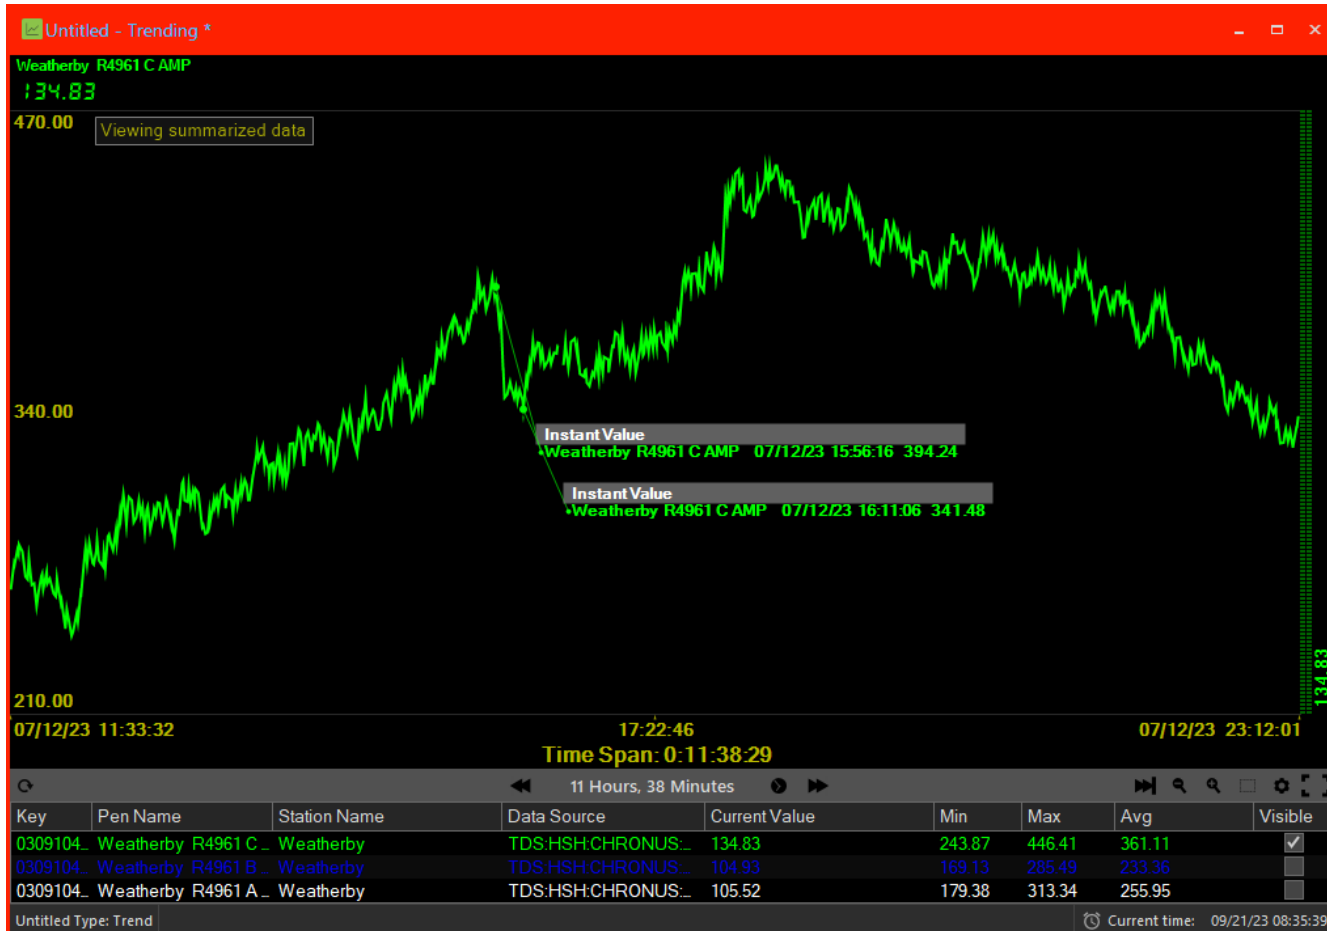 Untitled - Trending *
Weatherby R4961 C AMP
134.83
470.00
Viewing summarized data
340.00
Instant Value
Weatherby R4961 C AMP 07/12/23 15:56:16 394.24
Instant Value
Weatherby R4961 C AMP 07/12/23 16:11:06 341.48
134.83
210.00
07/12/23 11:33:32 17:22:46 07/12/23 23:12:01
Time Span: 0:11:38:29
11 Hours, 38 Minutes
Key Pen Name Station Name Data Source Current Value Min Max Avg Visible
0309104... Weatherby R4961 C ... Weatherby TDS:HSH:CHRONUS:... 134.83 243.87 446.41 361.11
0309104... Weatherby R4961 B ... Weatherby TDS:HSH:CHRONUS:... 104.93 169.13 285.49 233.36
0309104... Weatherby R4961 A ... Weatherby TDS:HSH:CHRONUS:... 105.52 179.38 313.34 255.95
Untitled Type: Trend Current time: 09/21/23 08:35:39